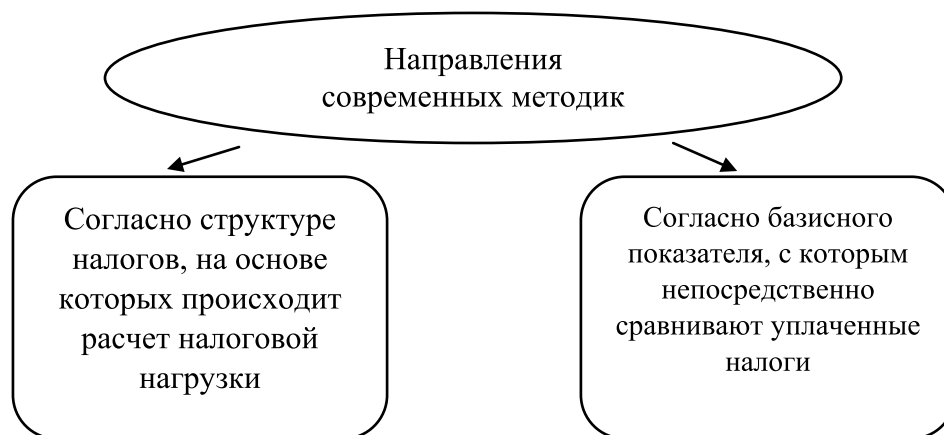 Направления
современных методик
Согласно структуре
налогов, на основе
которых происходит
расчет налоговой
нагрузки
Согласно базисного
показателя, с которым
непосредственно
сравнивают уплаченные
налоги